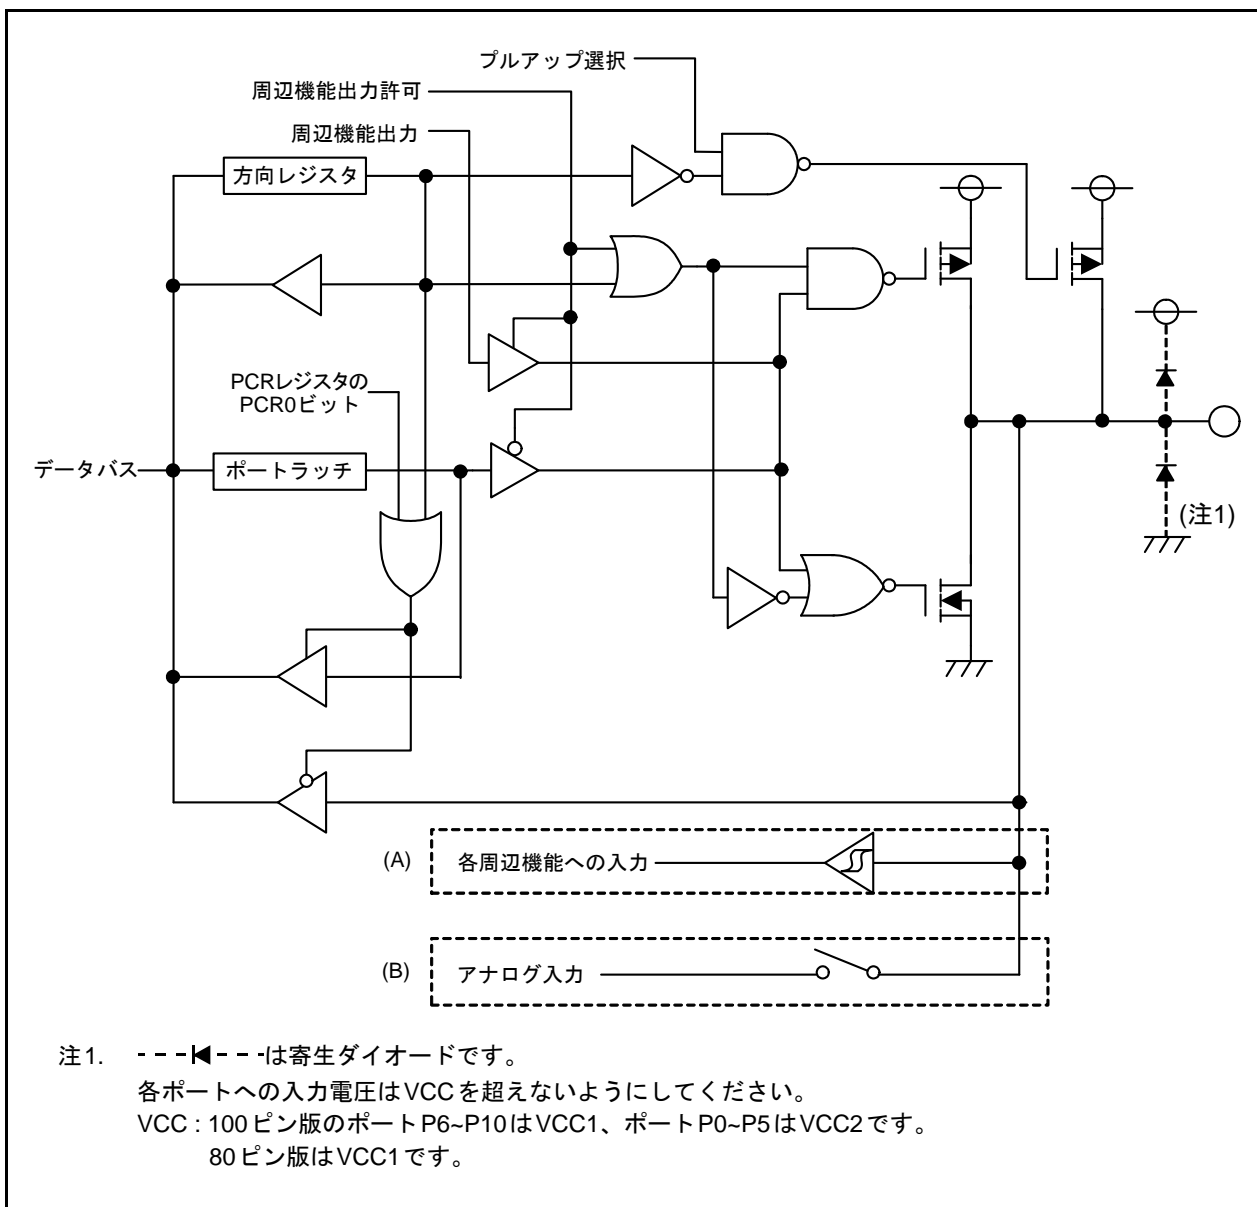 プルアップ選択
周辺機能出力許可
周辺機能出力
方向レジスタ
PCRレジスタの
PCR0ビット
データバス
ポートラッチ
(注1)
(A)
各周辺機能への入力
(B)
アナログ入力
注1. は寄生ダイオードです。
各ポートへの入力電圧はVCCを超えないようにしてください。
VCC : 100ピン版のポートP6~P10はVCC1、ポートP0~P5はVCC2です。
80ピン版はVCC1です。